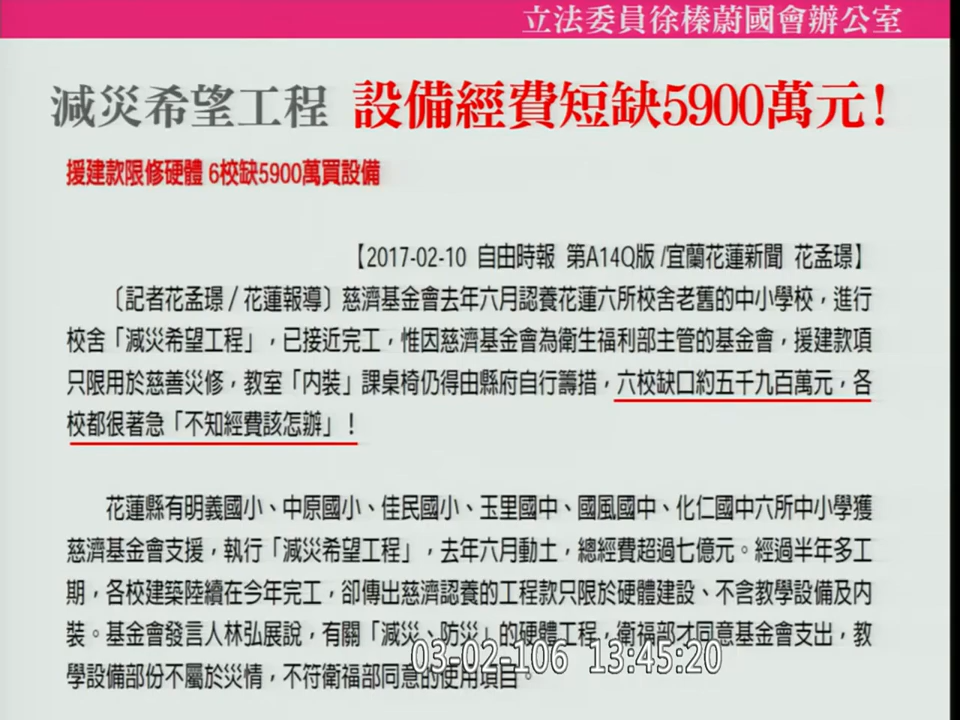 立法委員徐榛蔚國會辦公室
減災希望工程 設備經費短缺5900萬元！
援建款限修硬體 6校缺5900萬買設備
【2017-02-10 自由時報 第A14Q版 /宜蘭花蓮新聞 花孟璟】
〔記者花孟璟／花蓮報導〕慈濟基金會去年六月認養花蓮六所校舍老舊的中小學校，進行
校舍「減災希望工程」，已接近完工，惟因慈濟基金會為衛生福利部主管的基金會，援建款項
只限用於慈善災修，教室「內裝」課桌椅仍得由縣府自行籌措，六校缺口約五千九百萬元，各
校都很著急「不知經費該怎辦」！
花蓮縣有明義國小、中原國小、佳民國小、玉里國中、國風國中、化仁國中六所中小學獲
慈濟基金會支援，執行「減災希望工程」，去年六月動土，總經費超過七億元。經過半年多工
期，各校建築陸續在今年完工，卻傳出慈濟認養的工程款只限於硬體建設、不含教學設備及內
裝。基金會發言人林弘展說，有關「減災、防災」的硬體工程，衛福部才同意基金會支出，教
學設備部份不屬於災情，不符衛福部同意的使用項目。
03-02-106 13:45:20